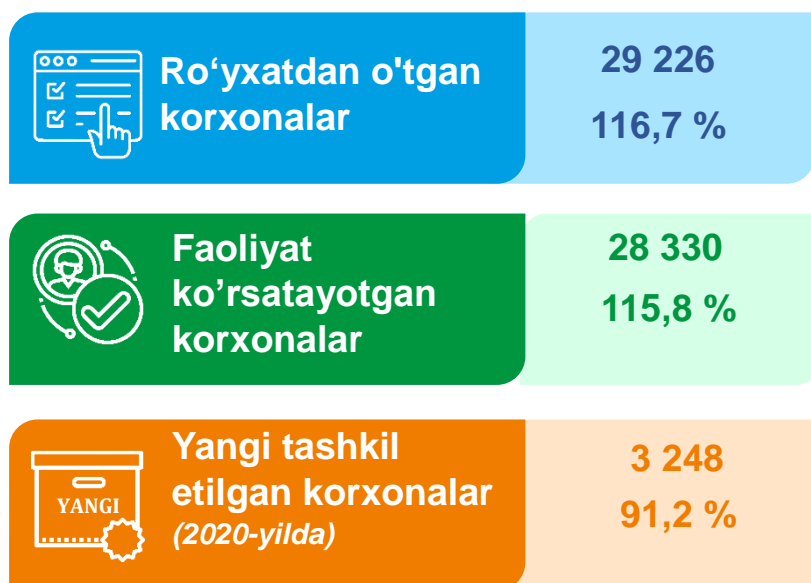 Ro‘yxatdan o'tgan
korxonalar
29 226
116,7 %
Faoliyat
ko’rsatayotgan
korxonalar
28 330
115,8 %
YANGI
Yangi tashkil
etilgan korxonalar
(2020-yilda)
3 248
91,2 %